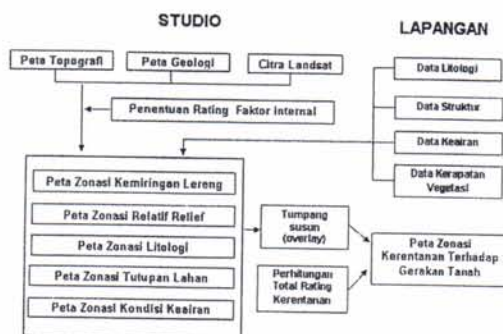 STUDIO
LAPANGAN
Peta Topografi
Peta Geologi
Citra Landsat
Penentuan Rating Faktor Internal
Data Litologi
Data Struktur
Data Keairan
Data Kerapatan
Vegetasi
Peta Zonasi Kemiringan Lereng
Peta Zonasi Relatif Relief
Peta Zonasi Litologi
Peta Zonasi Tutupan Lahan
Peta Zonasi Kondisi Keairan
Tumpang
susun
(overlay)
Perhitungan
Total Rating
Kerentanan
Peta Zonasi
Kerentanan Terhadap
Gerakan Tanah